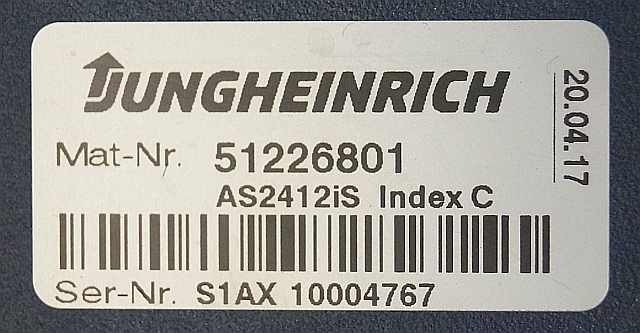 JUNGHEINRICH
Mat-Nr. 51226801
AS2412iS Index C
Ser-Nr. S1AX 10004767
20.04.17